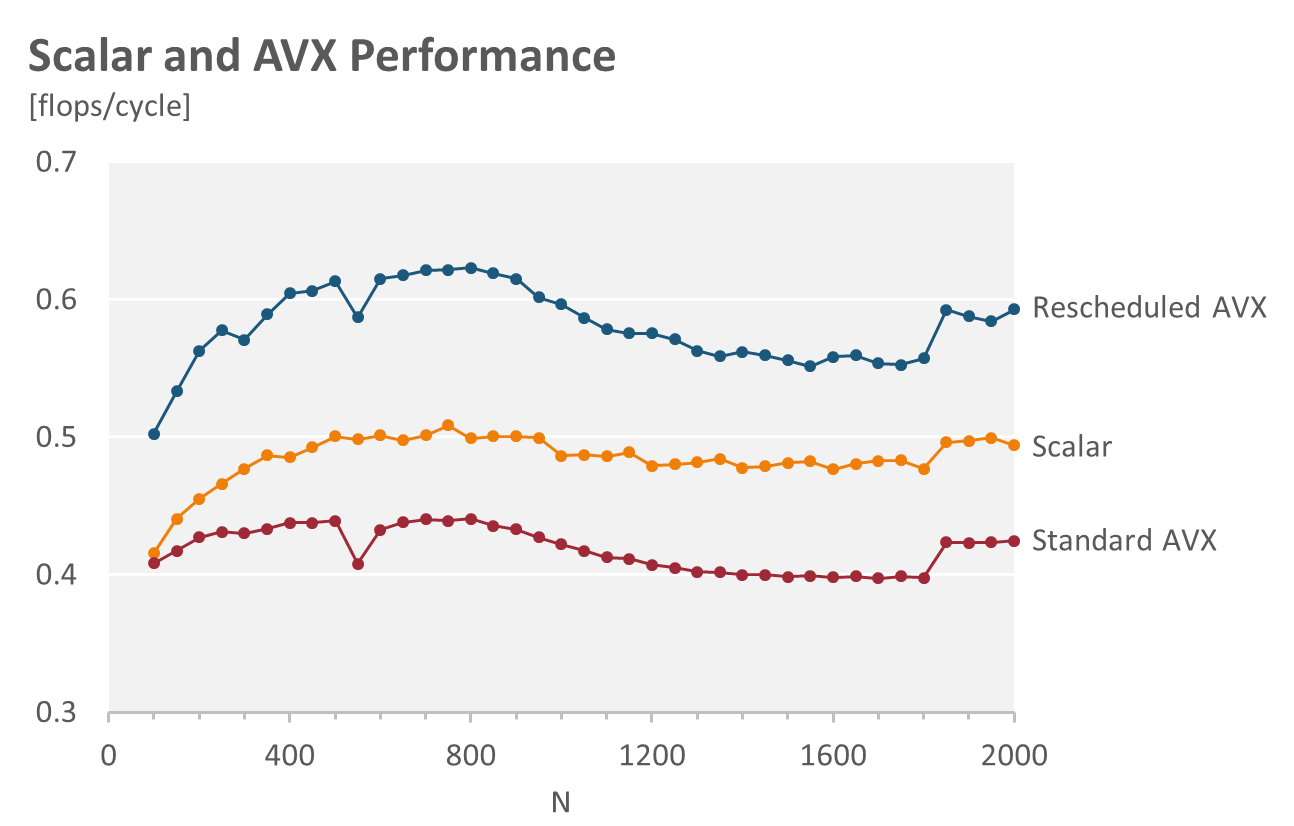 Scalar and AVX Performance
[flops/cycle]
0.7
0.6
Rescheduled AVX
0.5
Scalar
Standard AVX
0.4
0.3
0 400 800 1200 1600 2000
N